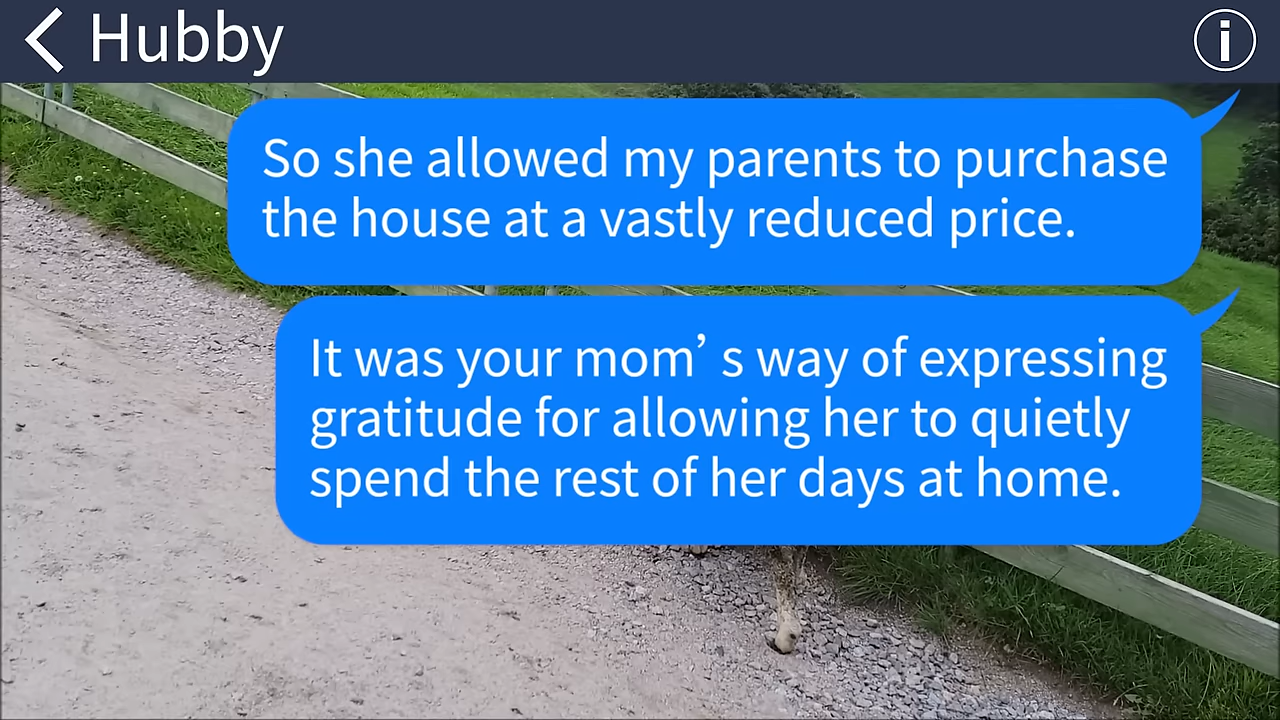 Hubby
So she allowed my parents to purchase
the house at a vastly reduced price.
It was your mom’s way of expressing
gratitude for allowing her to quietly
spend the rest of her days at home.